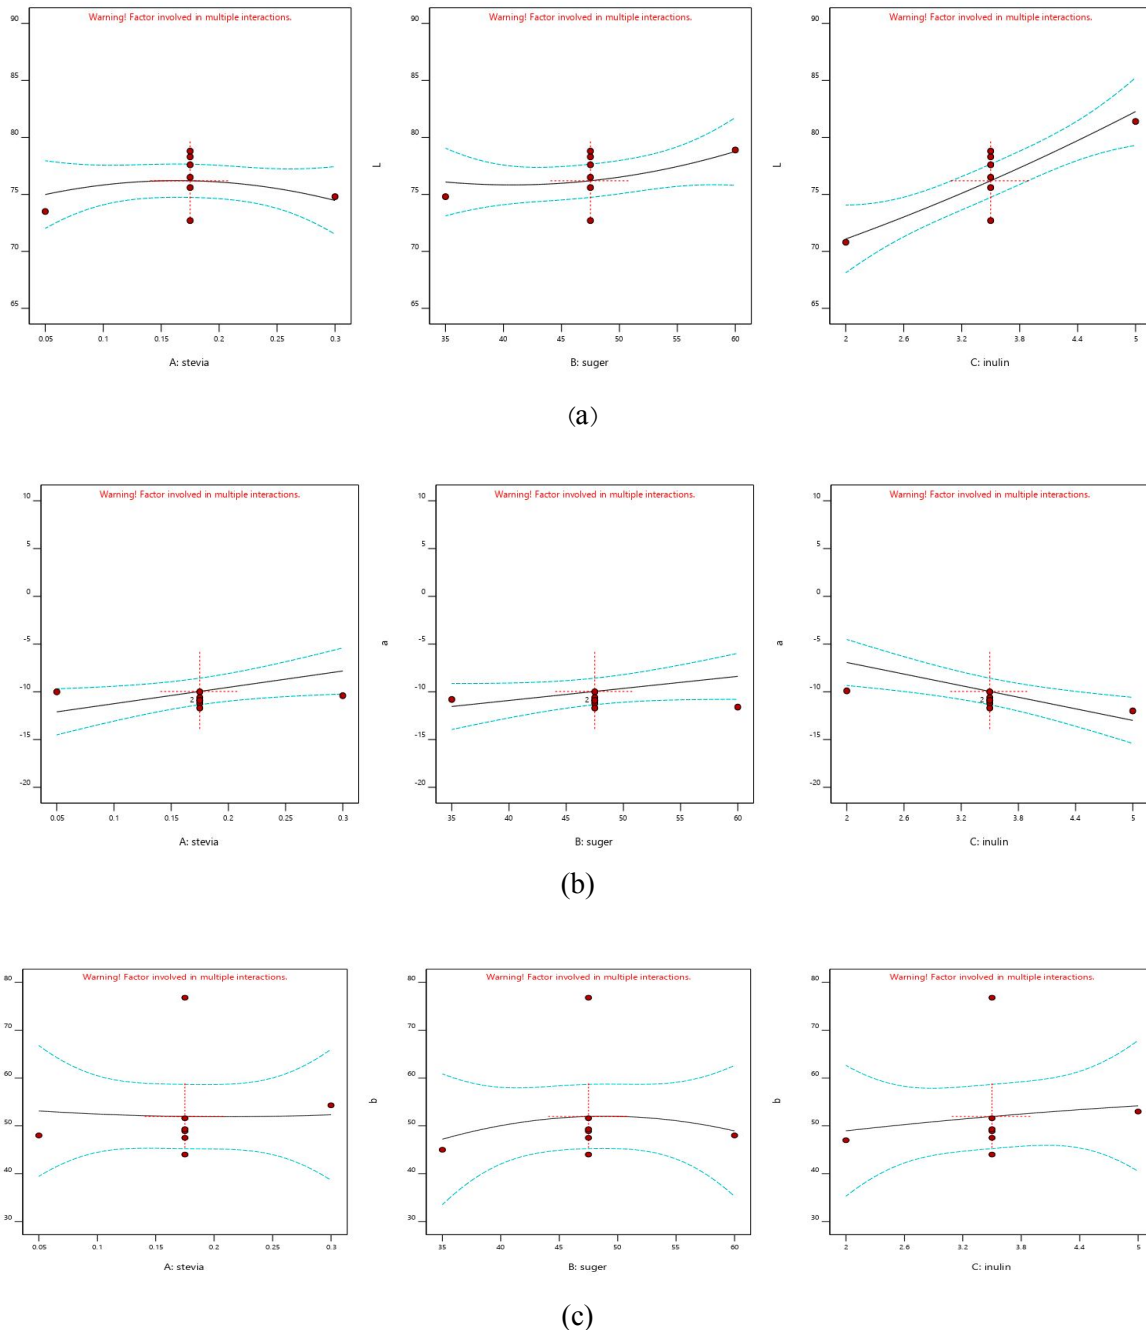 Warning! Factor involved in multiple interactions.
90
85
80
75
70
65
0.05 0.1 0.15 0.2 0.25 0.3
A: stevia
Warning! Factor involved in multiple interactions.
90
85
80
75
70
65
35 40 45 50 55 60
B: suger
L
Warning! Factor involved in multiple interactions.
90
85
80
75
70
65
2 2.6 3.2 3.8 4.4 5
C: inulin
L
(a)
Warning! Factor involved in multiple interactions.
10
5
0
-5
-10
-15
-20
2
0.05 0.1 0.15 0.2 0.25 0.3
A: stevia
a
Warning! Factor involved in multiple interactions.
10
5
0
-5
-10
-15
-20
2
35 40 45 50 55 60
B: suger
a
Warning! Factor involved in multiple interactions.
10
5
0
-5
-10
-15
-20
2
2 2.6 3.2 3.8 4.4 5
C: inulin
(b)
Warning! Factor involved in multiple interactions.
80
70
60
50
40
30
0.05 0.1 0.15 0.2 0.25 0.3
A: stevia
b
Warning! Factor involved in multiple interactions.
80
70
60
50
40
30
35 40 45 50 55 60
B: suger
b
Warning! Factor involved in multiple interactions.
80
70
60
50
40
30
2 2.6 3.2 3.8 4.4 5
C: inulin
(c)